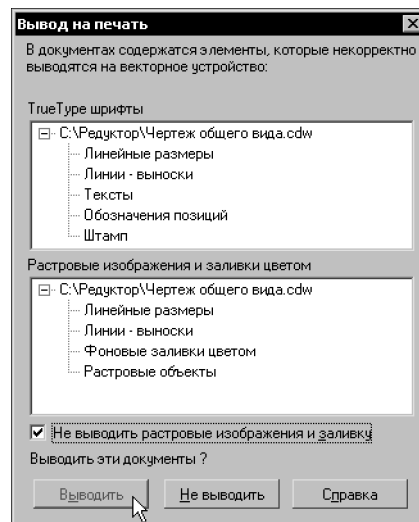 Вывод на печать
В документах содержатся элементы, которые некорректно
выводятся на векторное устройство:
TrueType шрифты
C:\Редуктор\Чертеж общего вида.cdw
Линейные размеры
Линии - выноски
Тексты
Обозначения позиций
Штамп
Растровые изображения и заливки цветом
C:\Редуктор\Чертеж общего вида.cdw
Линейные размеры
Линии - выноски
Фоновые заливки цветом
Растровые объекты
Не выводить растровые изображения и заливку
Выводить эти документы ?
Выводить Не выводить Справка